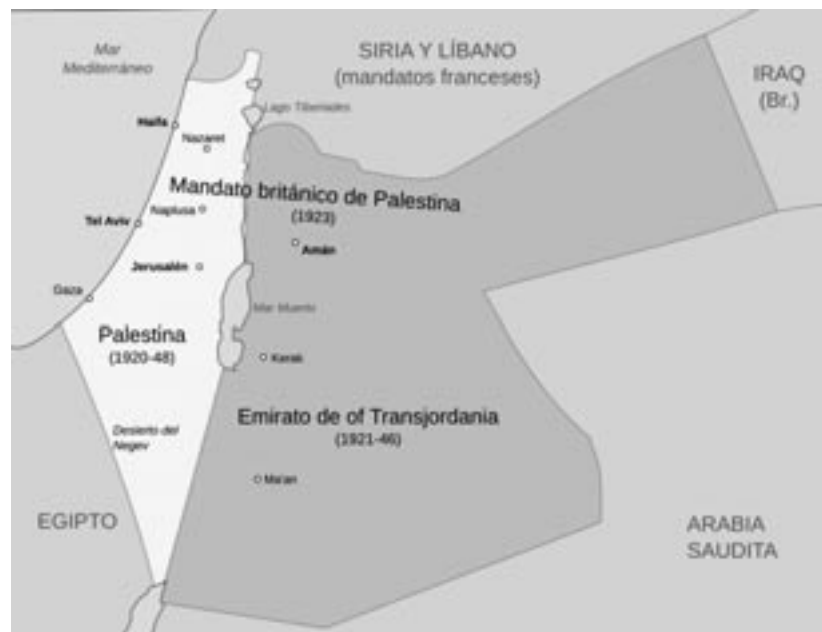 Mar
Mediterráneo
SIRIA Y LÍBANO
(mandatos franceses)
IRAQ
(Br.)
Lago Tiberiades
Haifa
Nazaret
Mandato británico de Palestina
(1923)
Naplusa
Tel Aviv
Amán
Jerusalén
Gaza
Mar Muerto
Palestina
(1920-48)
Kerak
Emirato de of Transjordania
(1921-46)
Desierto del
Negev
Ma'an
EGIPTO
ARABIA
SAUDITA